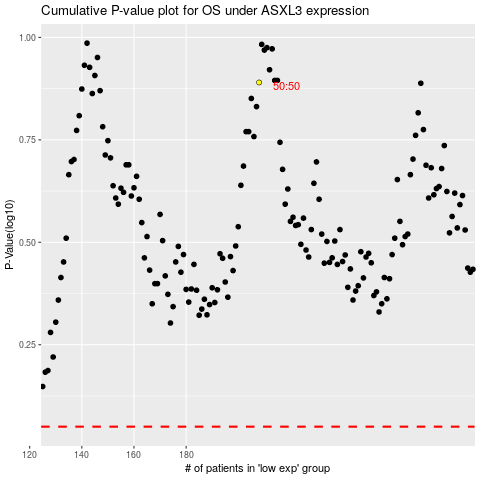 Cumulative P-value plot for OS under ASXL3 expression
P-Value(log10)
1.00
0.75
0.50
0.25
50:50
120 140 160 180
# of patients in 'low exp' group